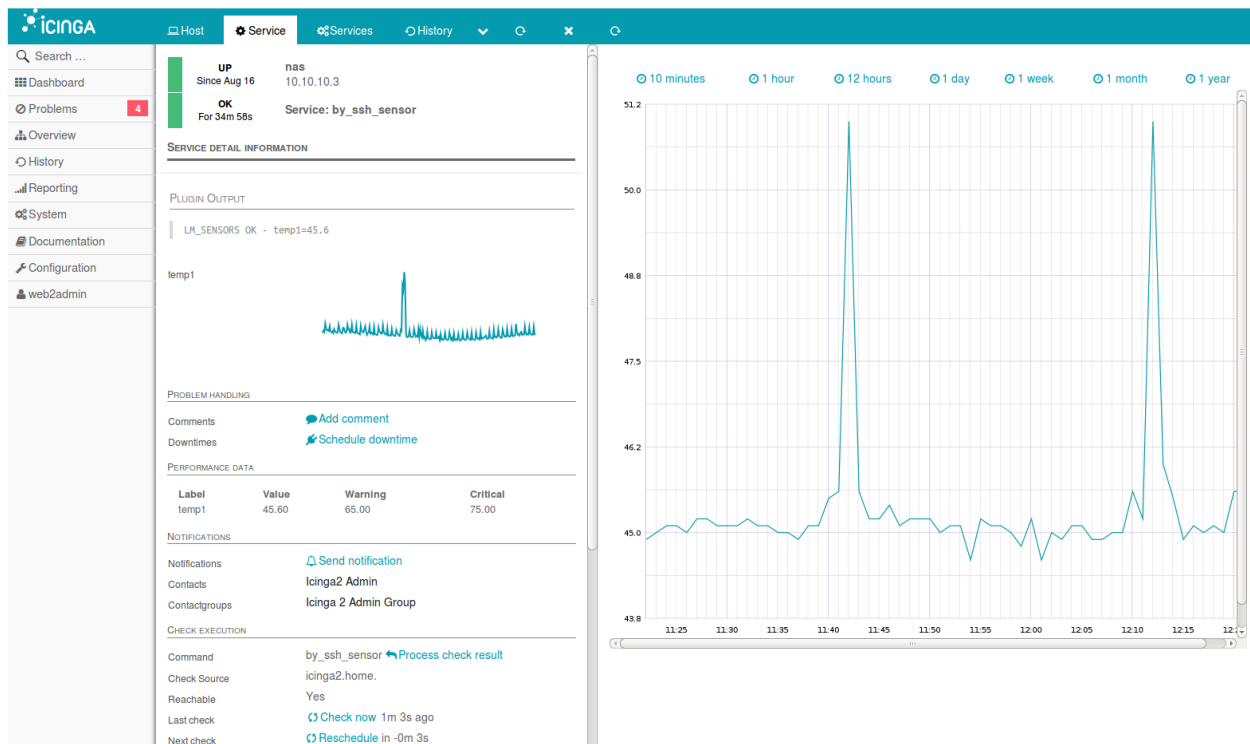 icinga
Host Service Services History
Search ...
Dashboard
Problems 4
Overview
History
Reporting
System
Documentation
Configuration
web2admin
UP
Since Aug 16
nas
10.10.10.3
OK
For 34m 58s
Service: by_ssh_sensor
SERVICE DETAIL INFORMATION
PLUGIN OUTPUT
LM_SENSORS OK - temp1=45.6
temp1
PROBLEM HANDLING
Comments Add comment
Downtimes Schedule downtime
PERFORMANCE DATA
Label Value Warning Critical
temp1 45.60 65.00 75.00
NOTIFICATIONS
Notifications Send notification
Contacts Icinga2 Admin
Contactgroups Icinga 2 Admin Group
CHECK EXECUTION
Command by_ssh_sensor Process check result
Check Source icinga2.home.
Reachable Yes
Last check Check now 1m 3s ago
Next check Reschedule in -0m 3s
10 minutes 1 hour 12 hours 1 day 1 week 1 month 1 year
51.2
50.0
48.8
47.5
46.2
45.0
43.8
11:25 11:30 11:35 11:40 11:45 11:50 11:55 12:00 12:05 12:10 12:15